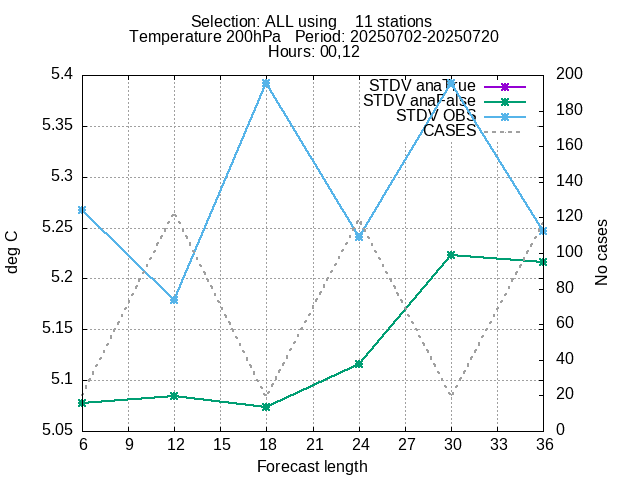 Selection: ALL using    11 stations
Temperature 200hPa   Period: 20250702-20250720
Hours: 00,12
5.4
5.35
5.3
5.25
5.2
5.15
5.1
5.05
deg C
200
180
160
140
120
100
80
60
40
20
0
No cases
STDV anaTrue
STDV anaFalse
STDV OBS
CASES
6 9 12 15 18 21 24 27 30 33 36
Forecast length